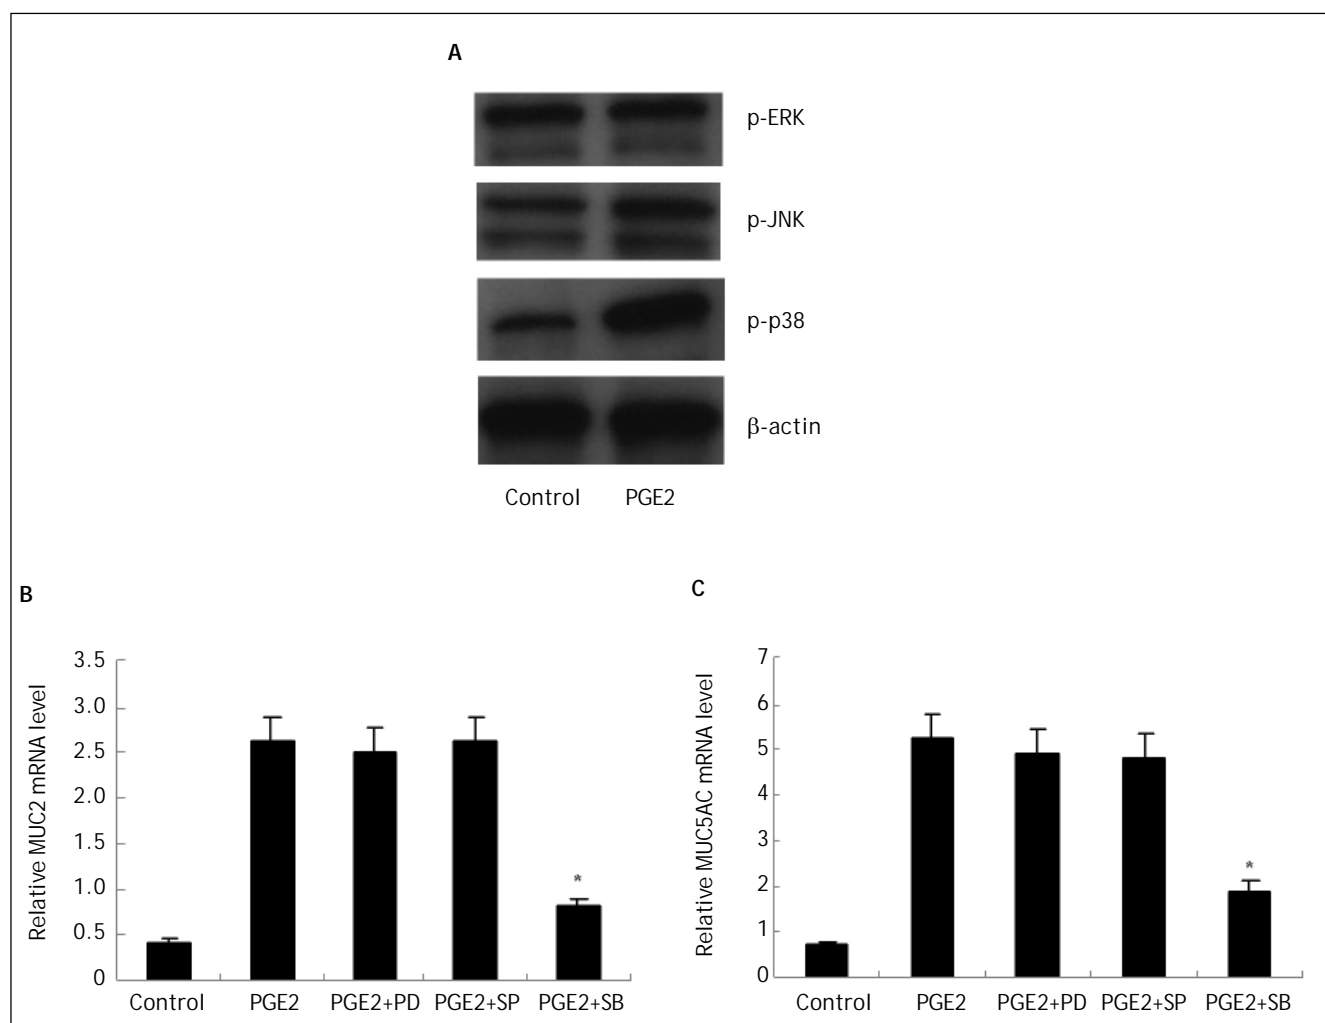 A
p-ERK
p-JNK
p-p38
β-actin
Control PGE2
B
Relative MUC2 mRNA level
3.5
3.0
2.5
2.0
1.5
1.0
0.5
0
*
Control PGE2 PGE2+PD PGE2+SP PGE2+SB
C
Relative MUC5AC mRNA level
7
6
5
4
3
2
1
0
*
Control PGE2 PGE2+PD PGE2+SP PGE2+SB